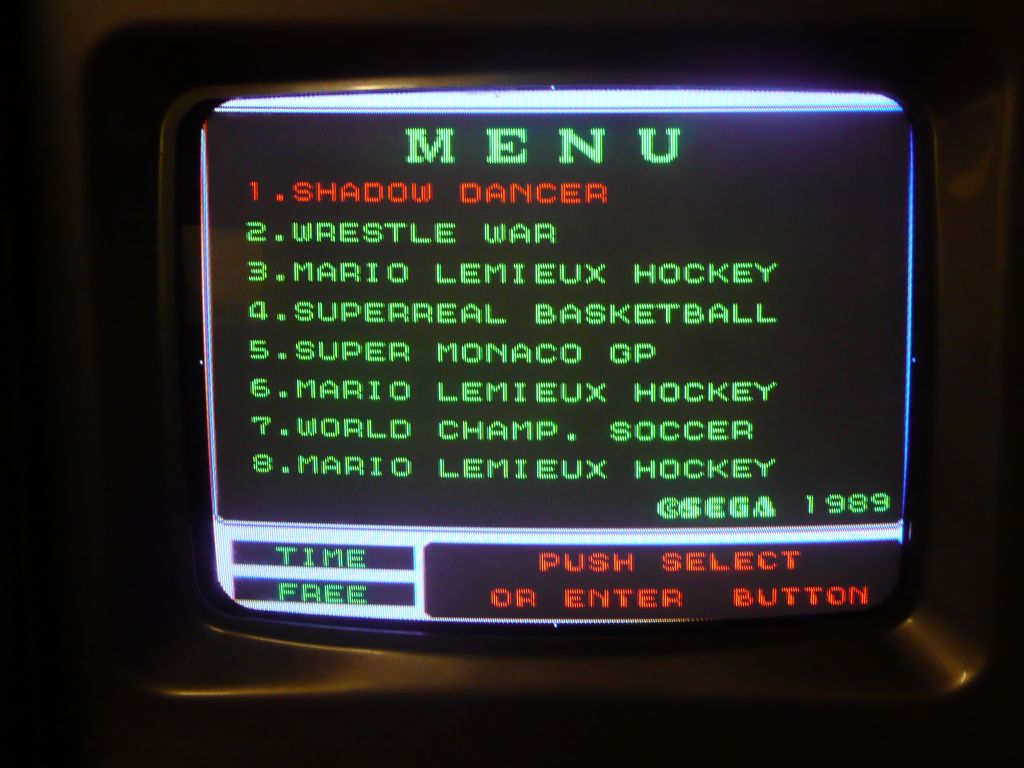 MENU
1.SHADOW DANCER
2.WRESTLE WAR
3.MARIO LEMIEUX HOCKEY
4.SUPERREAL BASKETBALL
5.SUPER MONACO GP
6.MARIO LEMIEUX HOCKEY
7.WORLD CHAMP. SOCCER
8.MARIO LEMIEUX HOCKEY
©SEGA 1989
TIME
FREE
PUSH SELECT
OR ENTER BUTTON